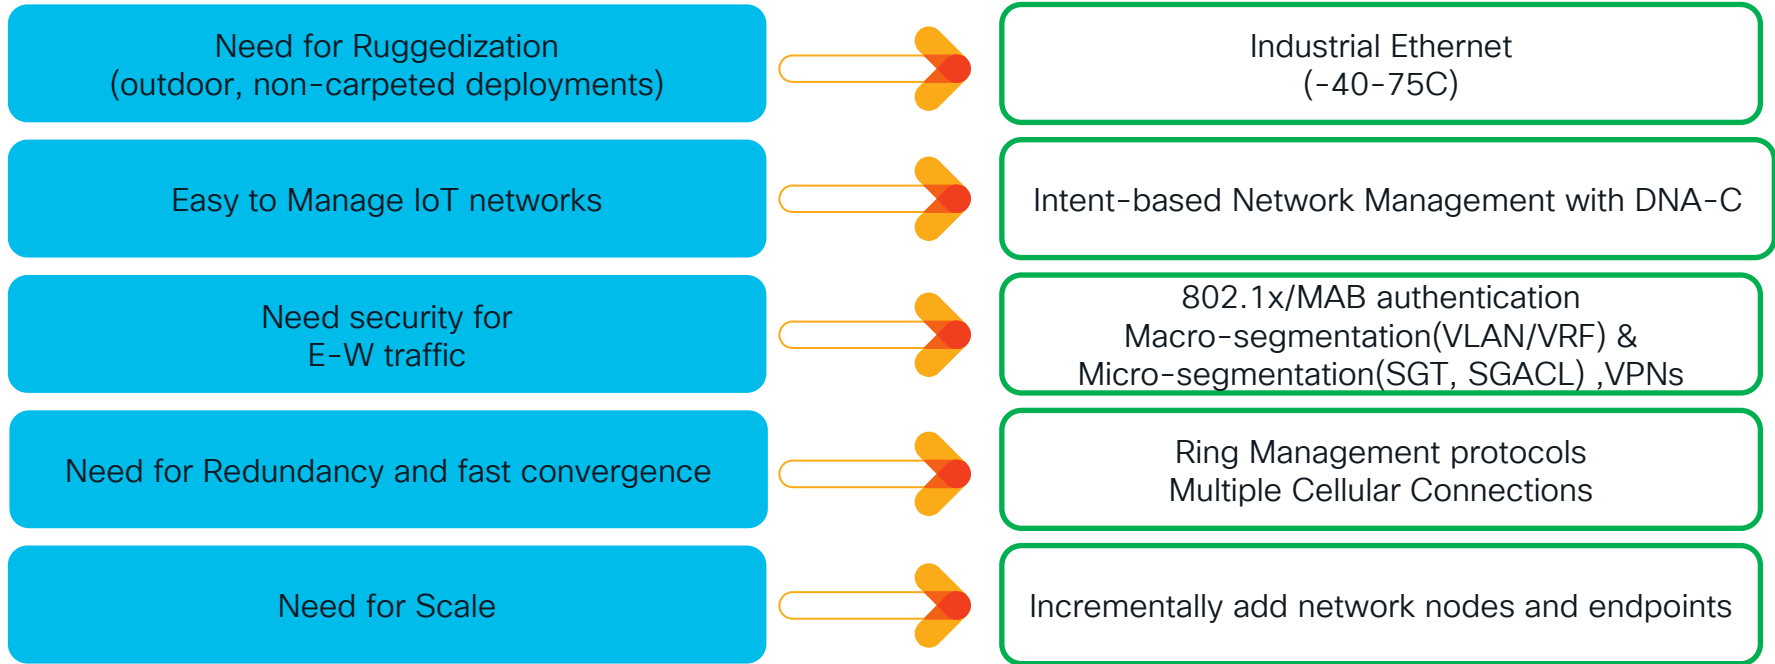 Need for Ruggedization
(outdoor, non-carpeted deployments)
Industrial Ethernet
(-40-75C)
Easy to Manage IoT networks
Intent-based Network Management with DNA-C
Need security for
E-W traffic
802.1x/MAB authentication
Macro-segmentation(VLAN/VRF) &
Micro-segmentation(SGT, SGACL) ,VPNs
Need for Redundancy and fast convergence
Ring Management protocols
Multiple Cellular Connections
Need for Scale
Incrementally add network nodes and endpoints